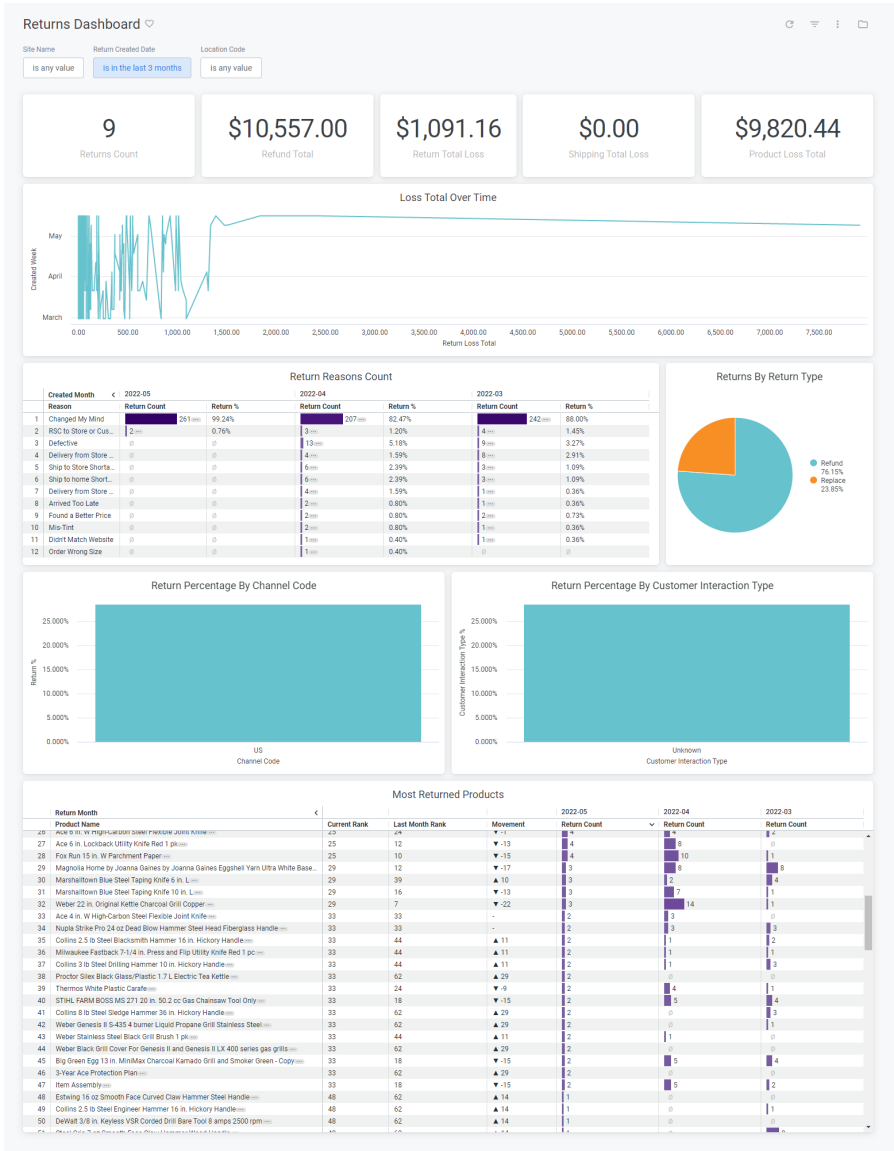 Returns Dashboard
Site Name Return Created Date Location Code
is any value is in the last 3 months is any value
9 $10,557.00 $1,091.16 $0.00 $9,820.44
Returns Count Refund Total Return Total Loss Shipping Total Loss Product Loss Total
Loss Total Over Time
Created Week
May
April
March
0.00 500.00 1,000.00 1,500.00 2,000.00 2,500.00 3,000.00 3,500.00 4,000.00 4,500.00 5,000.00 5,500.00 6,000.00 6,500.00 7,000.00 7,500.00
Return Loss Total
Return Reasons Count
Created Month 2022-05 2022-04 2022-03
Reason Return Count Return % Return Count Return % Return Count Return %
1 Changed My Mind 261 99.24% 207 82.47% 242 88.00%
2 RSC to Store or Cus... 2 0.76% 3 1.20% 4 1.45%
3 Defective ∅ ∅ 13 5.18% 9 3.27%
4 Delivery from Store ... ∅ ∅ 4 1.59% 8 2.91%
5 Ship to Store Shorta... ∅ ∅ 6 2.39% 3 1.09%
6 Ship to home Short... ∅ ∅ 6 2.39% 3 1.09%
7 Delivery from Store ... ∅ ∅ 4 1.59% 1 0.36%
8 Arrived Too Late ∅ ∅ 2 0.80% 1 0.36%
9 Found a Better Price ∅ ∅ 2 0.80% 2 0.73%
10 Mis-Tint ∅ ∅ 2 0.80% 1 0.36%
11 Didn't Match Website ∅ ∅ 1 0.40% 1 0.36%
12 Order Wrong Size ∅ ∅ 1 0.40% ∅ ∅
Returns By Return Type
Refund
76.15%
Replace
23.85%
Return Percentage By Channel Code
Return %
25.000%
20.000%
15.000%
10.000%
5.000%
0.000%
US
Channel Code
Return Percentage By Customer Interaction Type
Customer Interaction Type %
25.000%
20.000%
15.000%
10.000%
5.000%
0.000%
Unknown
Customer Interaction Type
Most Returned Products
Return Month 2022-05 2022-04 2022-03
Product Name Current Rank Last Month Rank Movement Return Count Return Count Return Count
26 Ace 6 in. W High-Carbon Steel Flexible Joint Knife 25 24 ▼ -1 4 4 2
27 Ace 6 in. Lockback Utility Knife Red 1 pk 25 12 ▼ -13 4 8 ∅
28 Fox Run 15 in. W Parchment Paper 25 10 ▼ -15 4 10 1
29 Magnolia Home by Joanna Gaines by Joanna Gaines Eggshell Yarn Ultra White Base... 29 12 ▼ -17 3 8 8
30 Marshalltown Blue Steel Taping Knife 6 in. L 29 39 ▲ 10 3 2 4
31 Marshalltown Blue Steel Taping Knife 10 in. L 29 16 ▼ -13 3 7 1
32 Weber 22 in. Original Kettle Charcoal Grill Copper 29 7 ▼ -22 3 14 1
33 Ace 4 in. W High-Carbon Steel Flexible Joint Knife 33 33 - 2 3 ∅
34 Nupla Strike Pro 24 oz Dead Blow Hammer Steel Head Fiberglass Handle 33 33 - 2 3 3
35 Collins 2.5 lb Steel Blacksmith Hammer 16 in. Hickory Handle 33 44 ▲ 11 2 1 2
36 Milwaukee Fastback 7-1/4 in. Press and Flip Utility Knife Red 1 pc 33 44 ▲ 11 2 1 1
37 Collins 3 lb Steel Drilling Hammer 10 in. Hickory Handle 33 44 ▲ 11 2 1 3
38 Proctor Silex Black Glass/Plastic 1.7 L Electric Tea Kettle 33 62 ▲ 29 2 ∅ ∅
39 Thermos White Plastic Carafe 33 24 ▼ -9 2 4 1
40 STIHL FARM BOSS MS 271 20 in. 50.2 cc Gas Chainsaw Tool Only 33 18 ▼ -15 2 5 4
41 Collins 8 lb Steel Sledge Hammer 36 in. Hickory Handle 33 62 ▲ 29 2 ∅ 3
42 Weber Genesis II S-435 4 burner Liquid Propane Grill Stainless Steel 33 62 ▲ 29 2 ∅ 1
43 Weber Stainless Steel Black Grill Brush 1 pk 33 44 ▲ 11 2 1 ∅
44 Weber Black Grill Cover For Genesis II and Genesis II LX 400 series gas grills 33 62 ▲ 29 2 ∅ ∅
45 Big Green Egg 13 in. MiniMax Charcoal Kamado Grill and Smoker Green - Copy 33 18 ▼ -15 2 5 4
46 3-Year Ace Protection Plan 33 62 ▲ 29 2 ∅ ∅
47 Item Assembly 33 18 ▼ -15 2 5 2
48 Estwing 16 oz Smooth Face Curved Claw Hammer Steel Handle 48 62 ▲ 14 1 ∅ ∅
49 Collins 2.5 lb Steel Engineer Hammer 16 in. Hickory Handle 48 62 ▲ 14 1 ∅ 1
50 DeWalt 3/8 in. Keyless VSR Corded Drill Bare Tool 8 amps 2500 rpm 48 62 ▲ 14 1 ∅ ∅